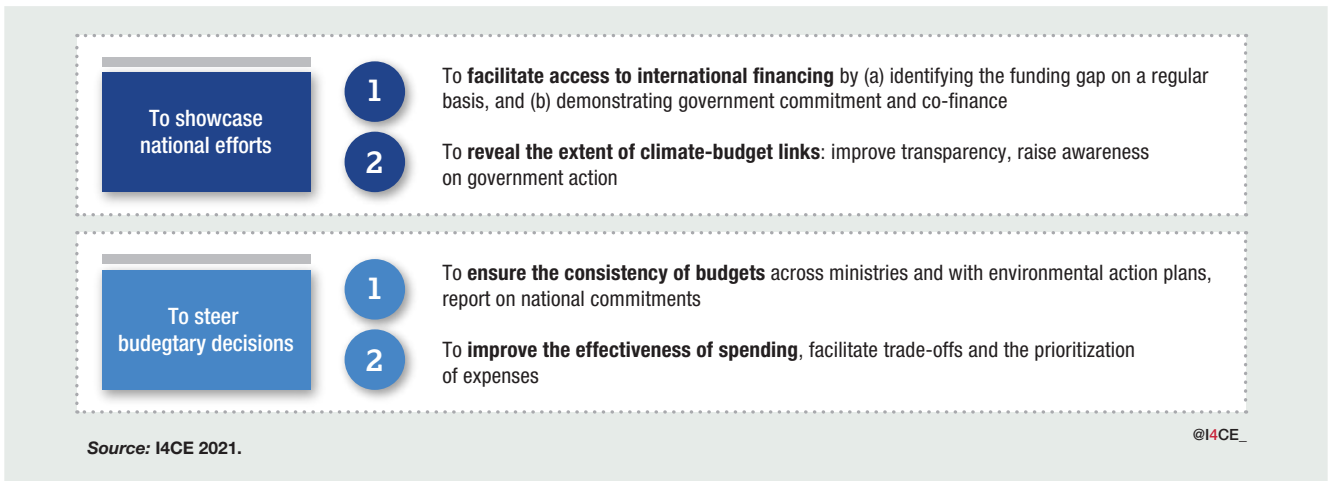 To showcase
national efforts
1
To facilitate access to international financing by (a) identifying the funding gap on a regular
basis, and (b) demonstrating government commitment and co-finance
2
To reveal the extent of climate-budget links: improve transparency, raise awareness
on government action
To steer
budegtary decisions
1
To ensure the consistency of budgets across ministries and with environmental action plans,
report on national commitments
2
To improve the effectiveness of spending, facilitate trade-offs and the prioritization
of expenses
Source: I4CE 2021.
@I4CE_